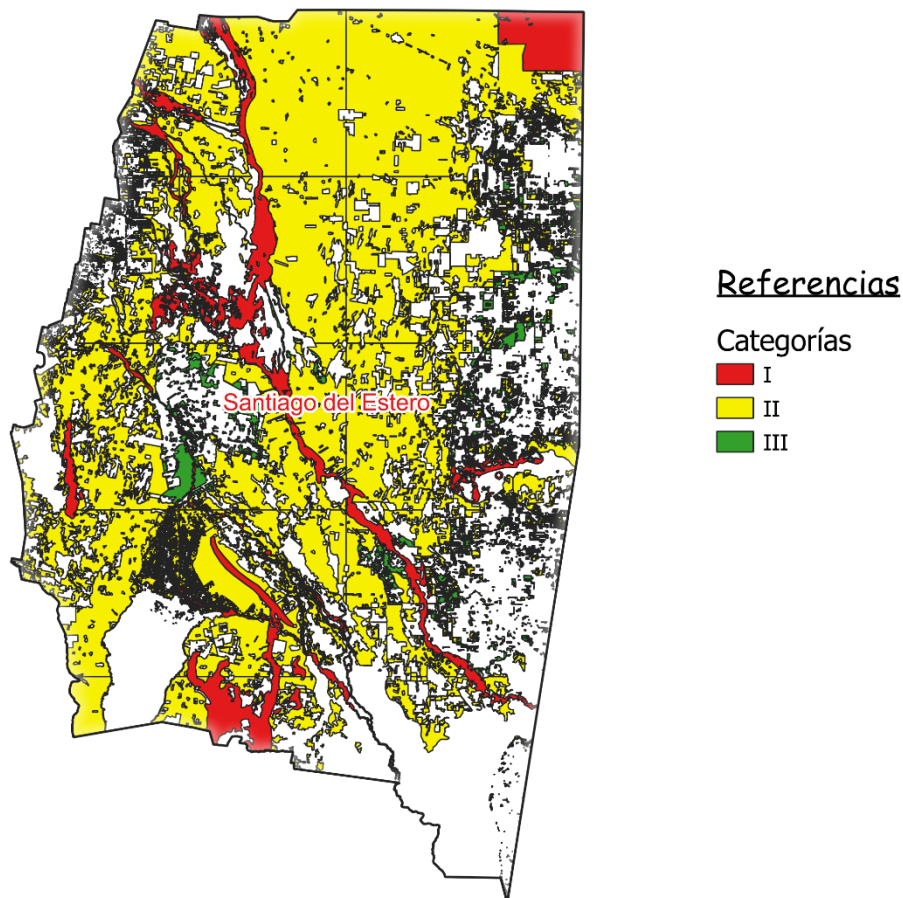 Santiago del Estero
Referencias
Categorías
I
II
III